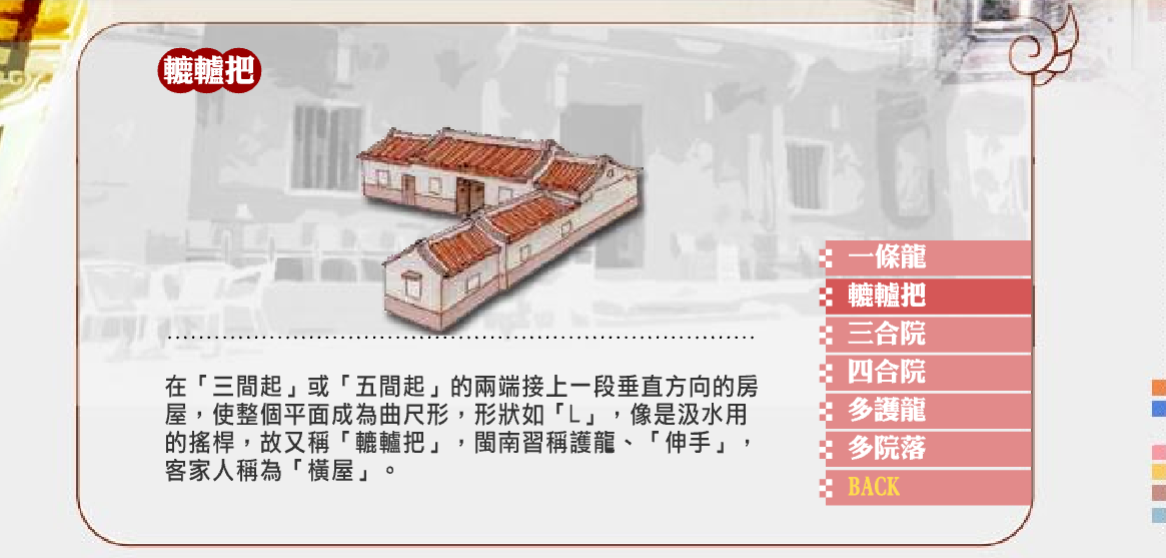 轆轤把
在「三間起」或「五間起」的兩端接上一段垂直方向的房
屋，使整個平面成為曲尺形，形狀如「L」，像是汲水用
的搖桿，故又稱「轆轤把」，閩南習稱護龍、「伸手」，
客家人稱為「橫屋」。
一條龍
轆轤把
三合院
四合院
多護龍
多院落
BACK